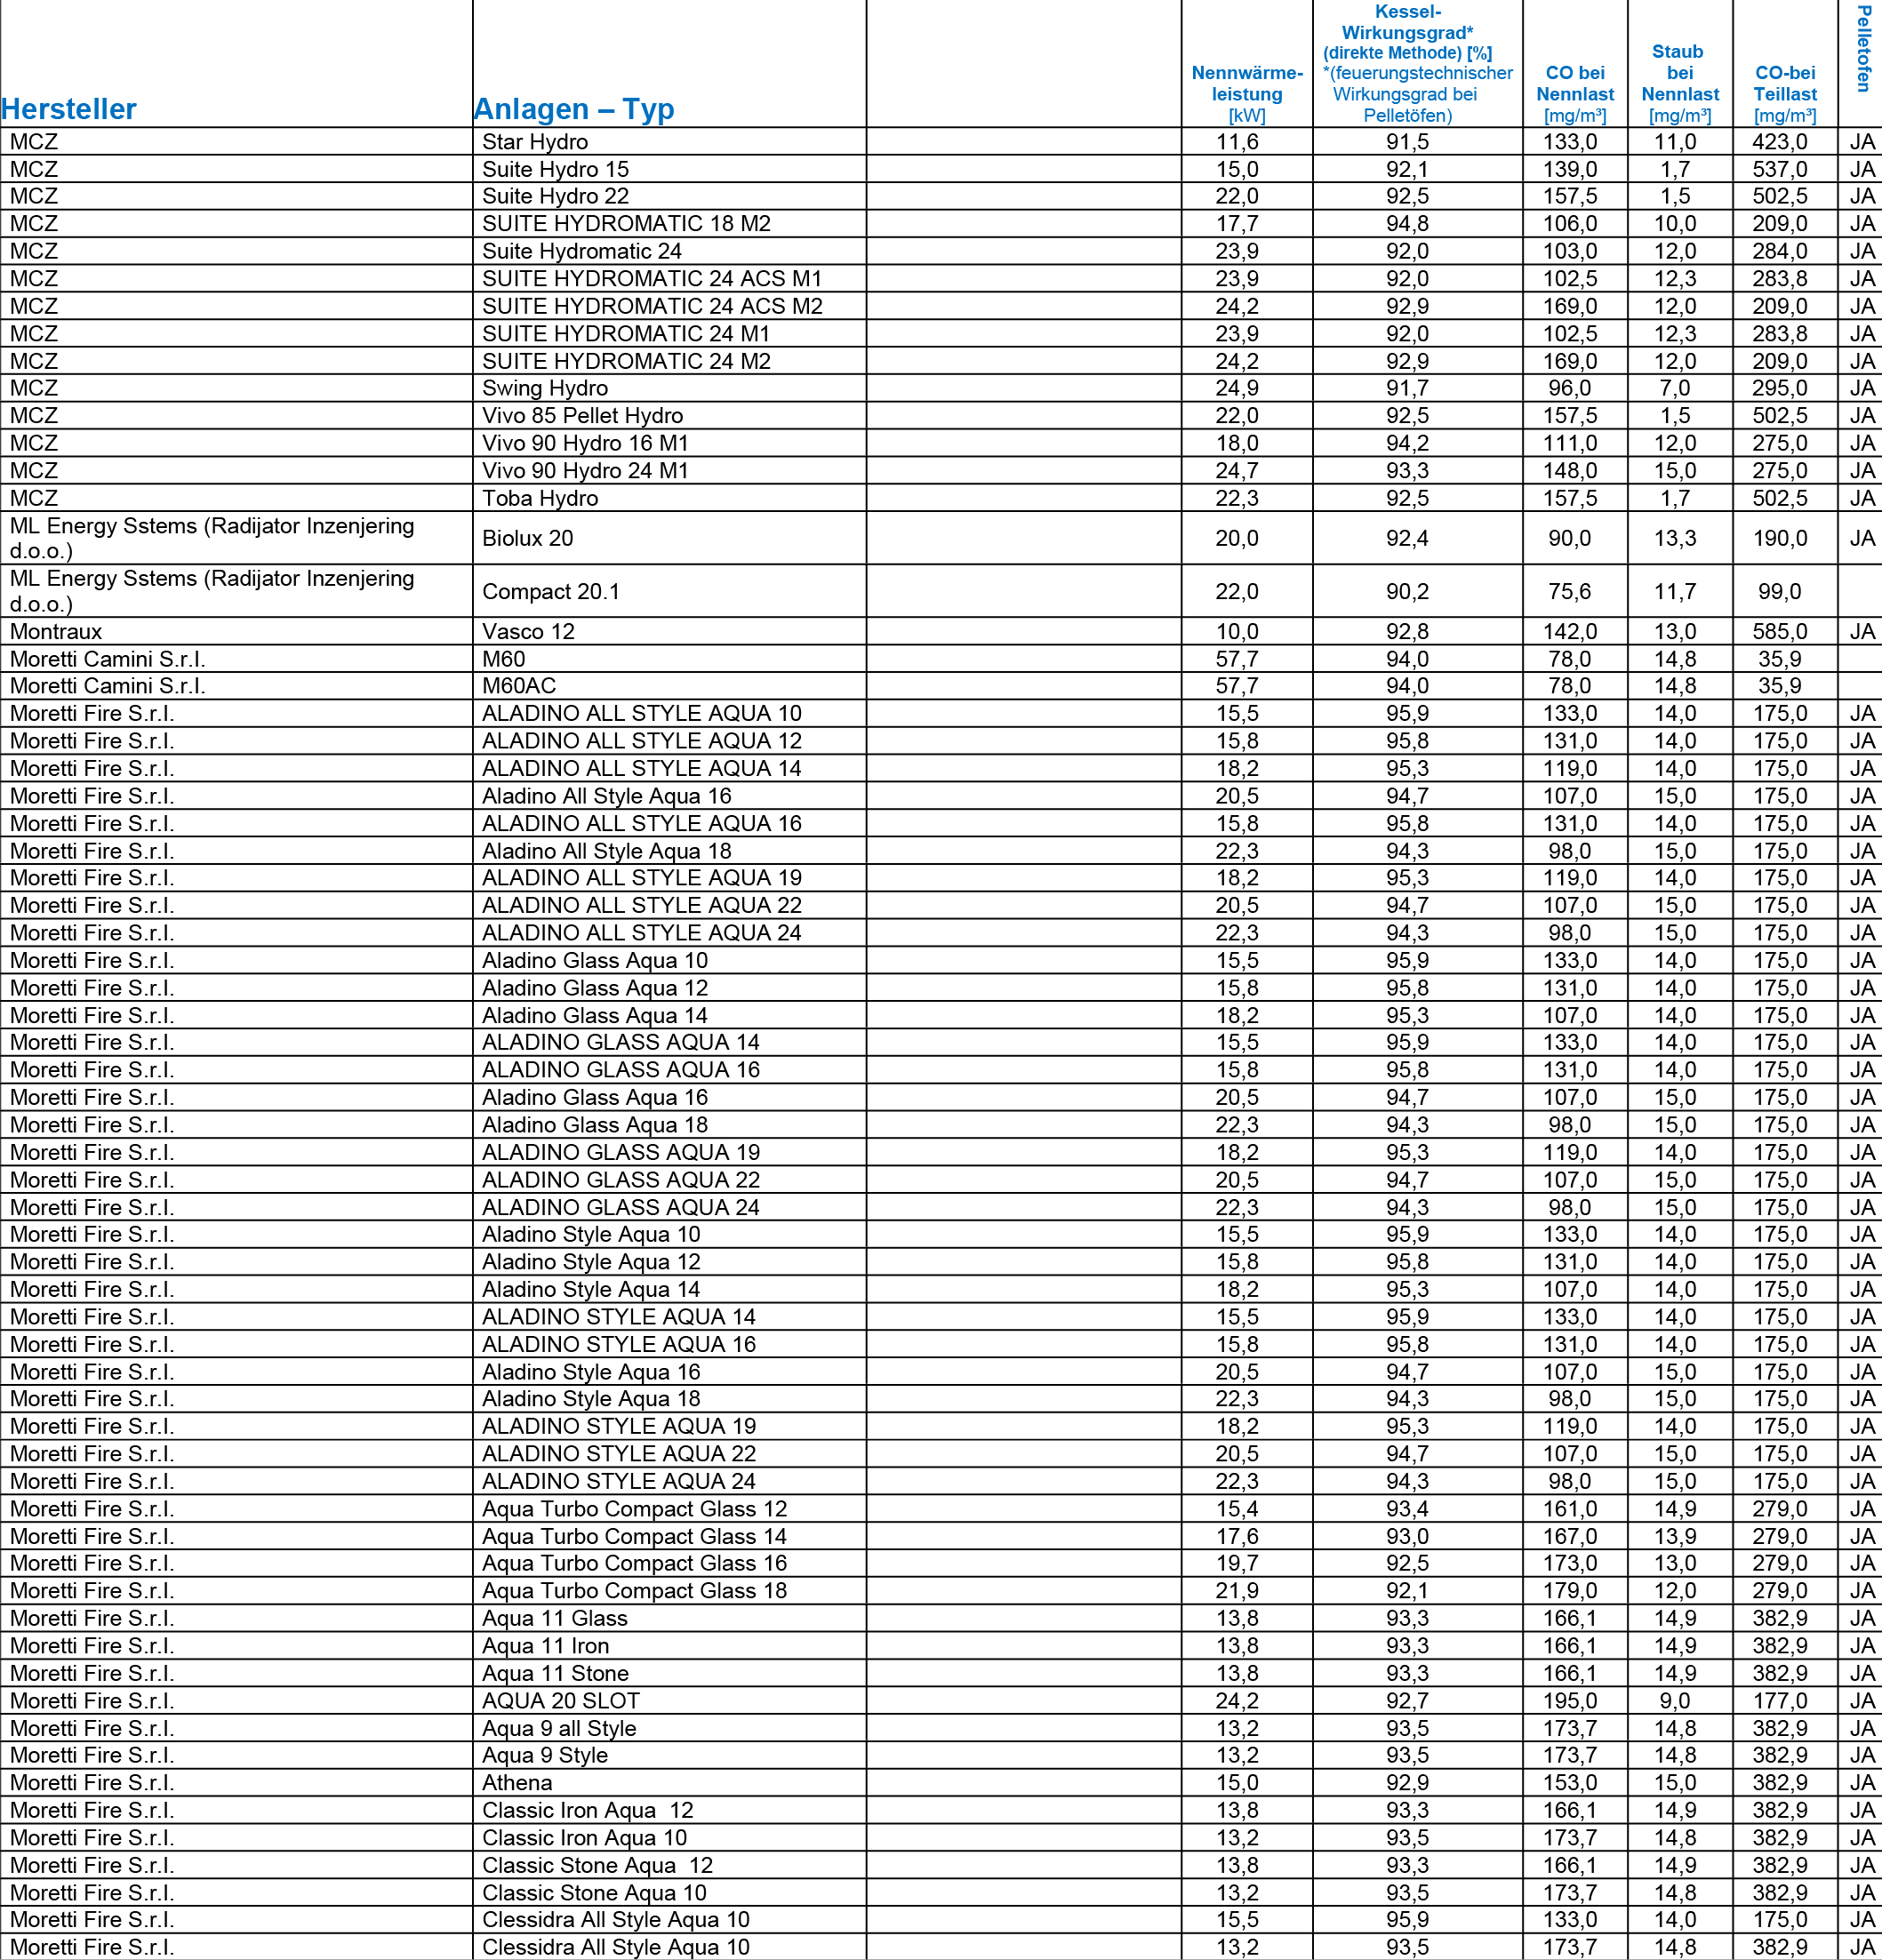 Hersteller Anlagen – Typ Nennwärme-leistung [kW] Kessel-Wirkungsgrad* (direkte Methode) [%] *(feuerungstechnischer Wirkungsgrad bei Pelletöfen) CO bei Nennlast [mg/m³] Staub bei Nennlast [mg/m³] CO-bei Teillast [mg/m³] Pelletofen
MCZ Star Hydro 11,6 91,5 133,0 11,0 423,0 JA
MCZ Suite Hydro 15 15,0 92,1 139,0 1,7 537,0 JA
MCZ Suite Hydro 22 22,0 92,5 157,5 1,5 502,5 JA
MCZ SUITE HYDROMATIC 18 M2 17,7 94,8 106,0 10,0 209,0 JA
MCZ Suite Hydromatic 24 23,9 92,0 103,0 12,0 284,0 JA
MCZ SUITE HYDROMATIC 24 ACS M1 23,9 92,0 102,5 12,3 283,8 JA
MCZ SUITE HYDROMATIC 24 ACS M2 24,2 92,9 169,0 12,0 209,0 JA
MCZ SUITE HYDROMATIC 24 M1 23,9 92,0 102,5 12,3 283,8 JA
MCZ SUITE HYDROMATIC 24 M2 24,2 92,9 169,0 12,0 209,0 JA
MCZ Swing Hydro 24,9 91,7 96,0 7,0 295,0 JA
MCZ Vivo 85 Pellet Hydro 22,0 92,5 157,5 1,5 502,5 JA
MCZ Vivo 90 Hydro 16 M1 18,0 94,2 111,0 12,0 275,0 JA
MCZ Vivo 90 Hydro 24 M1 24,7 93,3 148,0 15,0 275,0 JA
MCZ Toba Hydro 22,3 92,5 157,5 1,7 502,5 JA
ML Energy Sstems (Radijator Inzenjering
d.o.o.) Biolux 20 20,0 92,4 90,0 13,3 190,0 JA
ML Energy Sstems (Radijator Inzenjering
d.o.o.) Compact 20.1 22,0 90,2 75,6 11,7 99,0
Montraux Vasco 12 10,0 92,8 142,0 13,0 585,0 JA
Moretti Camini S.r.l. M60 57,7 94,0 78,0 14,8 35,9
Moretti Camini S.r.l. M60AC 57,7 94,0 78,0 14,8 35,9
Moretti Fire S.r.l. ALADINO ALL STYLE AQUA 10 15,5 95,9 133,0 14,0 175,0 JA
Moretti Fire S.r.l. ALADINO ALL STYLE AQUA 12 15,8 95,8 131,0 14,0 175,0 JA
Moretti Fire S.r.l. ALADINO ALL STYLE AQUA 14 18,2 95,3 119,0 14,0 175,0 JA
Moretti Fire S.r.l. Aladino All Style Aqua 16 20,5 94,7 107,0 15,0 175,0 JA
Moretti Fire S.r.l. ALADINO ALL STYLE AQUA 16 15,8 95,8 131,0 14,0 175,0 JA
Moretti Fire S.r.l. Aladino All Style Aqua 18 22,3 94,3 98,0 15,0 175,0 JA
Moretti Fire S.r.l. ALADINO ALL STYLE AQUA 19 18,2 95,3 119,0 14,0 175,0 JA
Moretti Fire S.r.l. ALADINO ALL STYLE AQUA 22 20,5 94,7 107,0 15,0 175,0 JA
Moretti Fire S.r.l. ALADINO ALL STYLE AQUA 24 22,3 94,3 98,0 15,0 175,0 JA
Moretti Fire S.r.l. Aladino Glass Aqua 10 15,5 95,9 133,0 14,0 175,0 JA
Moretti Fire S.r.l. Aladino Glass Aqua 12 15,8 95,8 131,0 14,0 175,0 JA
Moretti Fire S.r.l. Aladino Glass Aqua 14 18,2 95,3 107,0 14,0 175,0 JA
Moretti Fire S.r.l. ALADINO GLASS AQUA 14 15,5 95,9 133,0 14,0 175,0 JA
Moretti Fire S.r.l. ALADINO GLASS AQUA 16 15,8 95,8 131,0 14,0 175,0 JA
Moretti Fire S.r.l. Aladino Glass Aqua 16 20,5 94,7 107,0 15,0 175,0 JA
Moretti Fire S.r.l. Aladino Glass Aqua 18 22,3 94,3 98,0 15,0 175,0 JA
Moretti Fire S.r.l. ALADINO GLASS AQUA 19 18,2 95,3 119,0 14,0 175,0 JA
Moretti Fire S.r.l. ALADINO GLASS AQUA 22 20,5 94,7 107,0 15,0 175,0 JA
Moretti Fire S.r.l. ALADINO GLASS AQUA 24 22,3 94,3 98,0 15,0 175,0 JA
Moretti Fire S.r.l. Aladino Style Aqua 10 15,5 95,9 133,0 14,0 175,0 JA
Moretti Fire S.r.l. Aladino Style Aqua 12 15,8 95,8 131,0 14,0 175,0 JA
Moretti Fire S.r.l. Aladino Style Aqua 14 18,2 95,3 107,0 14,0 175,0 JA
Moretti Fire S.r.l. ALADINO STYLE AQUA 14 15,5 95,9 133,0 14,0 175,0 JA
Moretti Fire S.r.l. ALADINO STYLE AQUA 16 15,8 95,8 131,0 14,0 175,0 JA
Moretti Fire S.r.l. Aladino Style Aqua 16 20,5 94,7 107,0 15,0 175,0 JA
Moretti Fire S.r.l. Aladino Style Aqua 18 22,3 94,3 98,0 15,0 175,0 JA
Moretti Fire S.r.l. ALADINO STYLE AQUA 19 18,2 95,3 119,0 14,0 175,0 JA
Moretti Fire S.r.l. ALADINO STYLE AQUA 22 20,5 94,7 107,0 15,0 175,0 JA
Moretti Fire S.r.l. ALADINO STYLE AQUA 24 22,3 94,3 98,0 15,0 175,0 JA
Moretti Fire S.r.l. Aqua Turbo Compact Glass 12 15,4 93,4 161,0 14,9 279,0 JA
Moretti Fire S.r.l. Aqua Turbo Compact Glass 14 17,6 93,0 167,0 13,9 279,0 JA
Moretti Fire S.r.l. Aqua Turbo Compact Glass 16 19,7 92,5 173,0 13,0 279,0 JA
Moretti Fire S.r.l. Aqua Turbo Compact Glass 18 21,9 92,1 179,0 12,0 279,0 JA
Moretti Fire S.r.l. Aqua 11 Glass 13,8 93,3 166,1 14,9 382,9 JA
Moretti Fire S.r.l. Aqua 11 Iron 13,8 93,3 166,1 14,9 382,9 JA
Moretti Fire S.r.l. Aqua 11 Stone 13,8 93,3 166,1 14,9 382,9 JA
Moretti Fire S.r.l. AQUA 20 SLOT 24,2 92,7 195,0 9,0 177,0 JA
Moretti Fire S.r.l. Aqua 9 all Style 13,2 93,5 173,7 14,8 382,9 JA
Moretti Fire S.r.l. Aqua 9 Style 13,2 93,5 173,7 14,8 382,9 JA
Moretti Fire S.r.l. Athena 15,0 92,9 153,0 15,0 382,9 JA
Moretti Fire S.r.l. Classic Iron Aqua  12 13,8 93,3 166,1 14,9 382,9 JA
Moretti Fire S.r.l. Classic Iron Aqua 10 13,2 93,5 173,7 14,8 382,9 JA
Moretti Fire S.r.l. Classic Stone Aqua  12 13,8 93,3 166,1 14,9 382,9 JA
Moretti Fire S.r.l. Classic Stone Aqua 10 13,2 93,5 173,7 14,8 382,9 JA
Moretti Fire S.r.l. Clessidra All Style Aqua 10 15,5 95,9 133,0 14,0 175,0 JA
Moretti Fire S.r.l. Clessidra All Style Aqua 10 13,2 93,5 173,7 14,8 382,9 JA